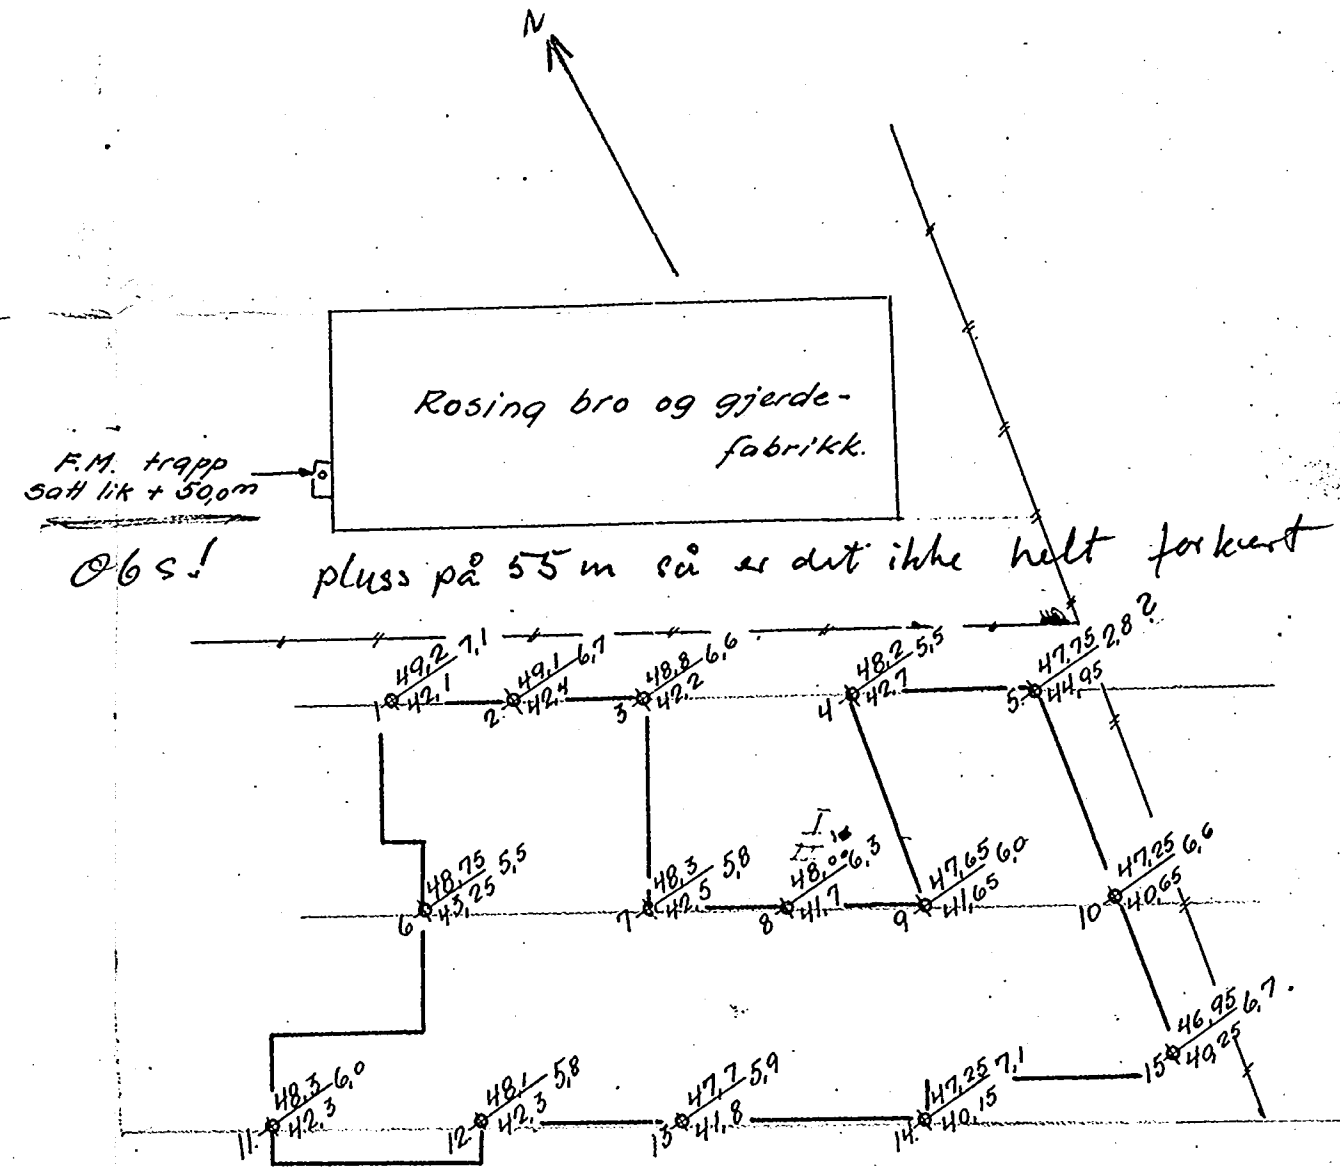 N
Rosing bro og gjerde-
fabrikk.
F.M. trapp
satt lik + 50,0m
Obs! pluss på 55 m så er det ikke helt forkært
1 49,2 7,1
42,1
2 49,1 6,7
42,4
3 48,8 6,6
42,2
4 48,2 5,5
42,7
5 47,75 2,8 ?
44,95
6 48,75 5,5
43,25
7 48,3 5,8
42,5
I
8 48,00 6,3
41,7
9 47,65 6,0
41,65
10 47,25 6,6
40,65
11. 48,3 6,0
42,3
12. 48,1 5,8
42,3
13 47,7 5,9
41,8
14. 47,25 7,1
40,15
15 46,95 6,7.
40,25